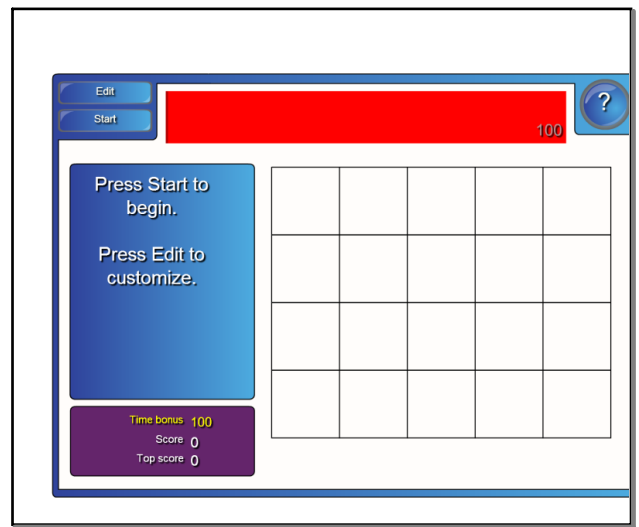 Edit
Start
100
?
Press Start to
begin.
Press Edit to
customize.
Time bonus 100
Score 0
Top score 0